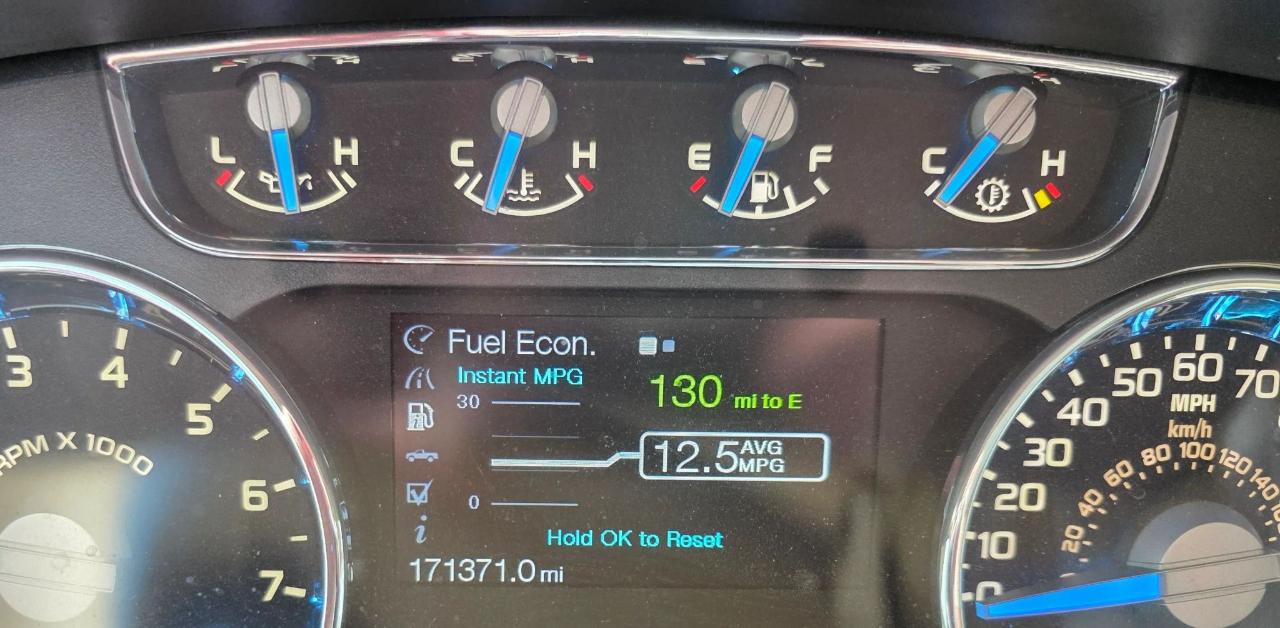 L H
C H
E F
C H
Fuel Econ.
Instant MPG
30
130 mi to E
12.5 AVG MPG
0
Hold OK to Reset
171371.0 mi
3
4
5
6
7
RPM X 1000
0
10
20
30
40
50
60
70
MPH
km/h
20
40
60
80
100
120
140